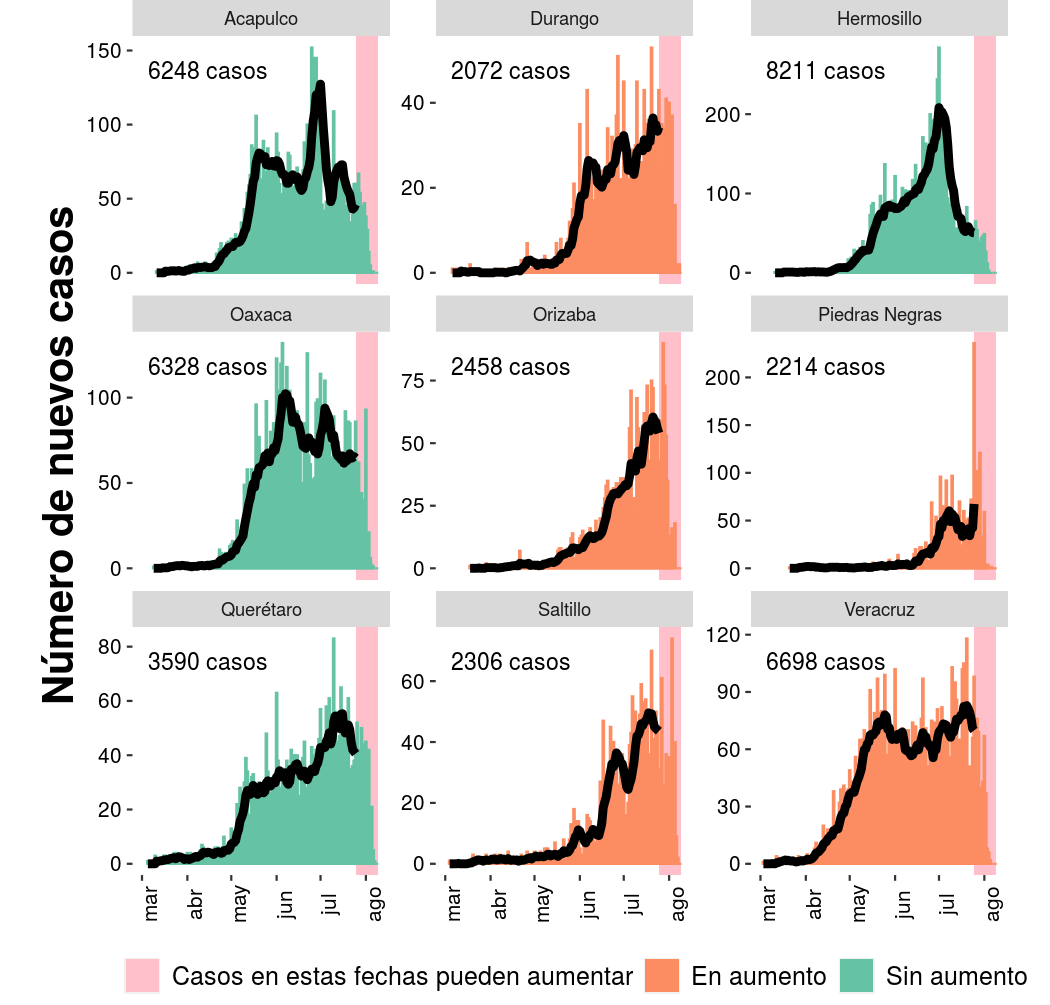 Número de nuevos casos
Acapulco
Durango
Hermosillo
6248 casos
2072 casos
8211 casos
150
100
50
0
40
20
0
200
100
0
Oaxaca
Orizaba
Piedras Negras
6328 casos
2458 casos
2214 casos
100
50
0
75
50
25
0
200
150
100
50
0
Querétaro
Saltillo
Veracruz
3590 casos
2306 casos
6698 casos
80
60
40
20
0
60
40
20
0
120
90
60
30
0
mar abr may jun jul ago
mar abr may jun jul ago
mar abr may jun jul ago
Casos en estas fechas pueden aumentar En aumento Sin aumento